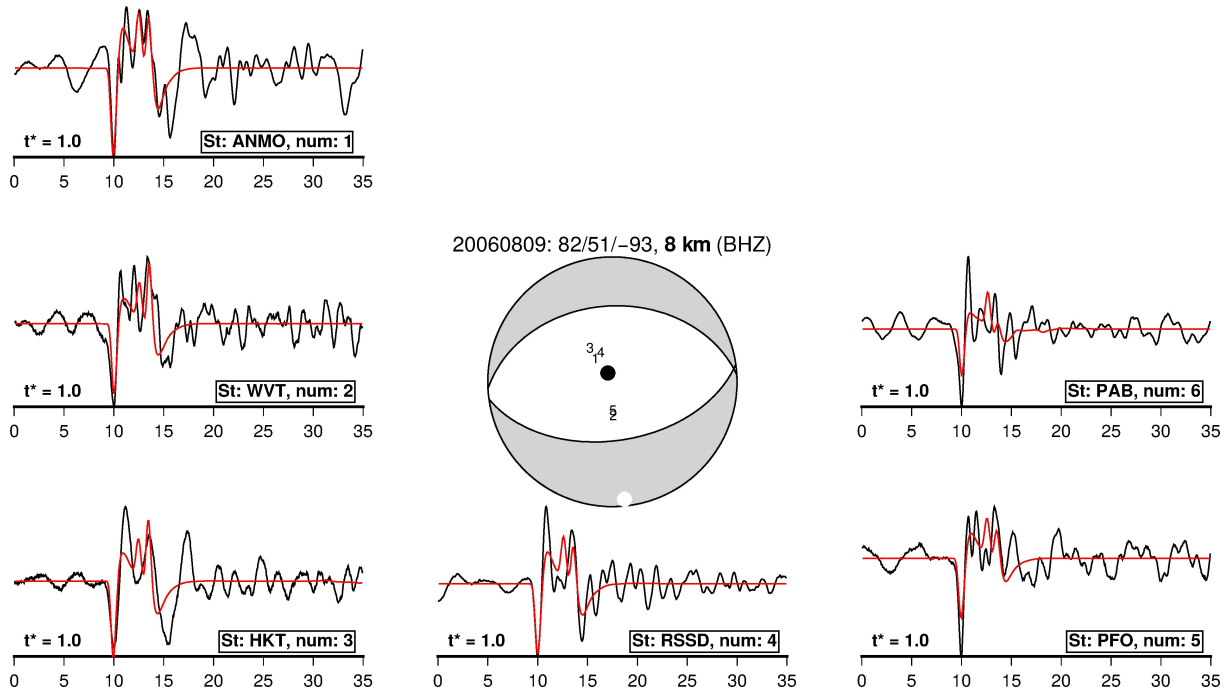 t* = 1.0
St: ANMO, num: 1
0 5 10 15 20 25 30 35
20060809: 82/51/−93, 8 km (BHZ)
t* = 1.0
St: WVT, num: 2
0 5 10 15 20 25 30 35
3
1
4
5
2
t* = 1.0
St: PAB, num: 6
0 5 10 15 20 25 30 35
t* = 1.0
St: HKT, num: 3
0 5 10 15 20 25 30 35
t* = 1.0
St: RSSD, num: 4
0 5 10 15 20 25 30 35
t* = 1.0
St: PFO, num: 5
0 5 10 15 20 25 30 35